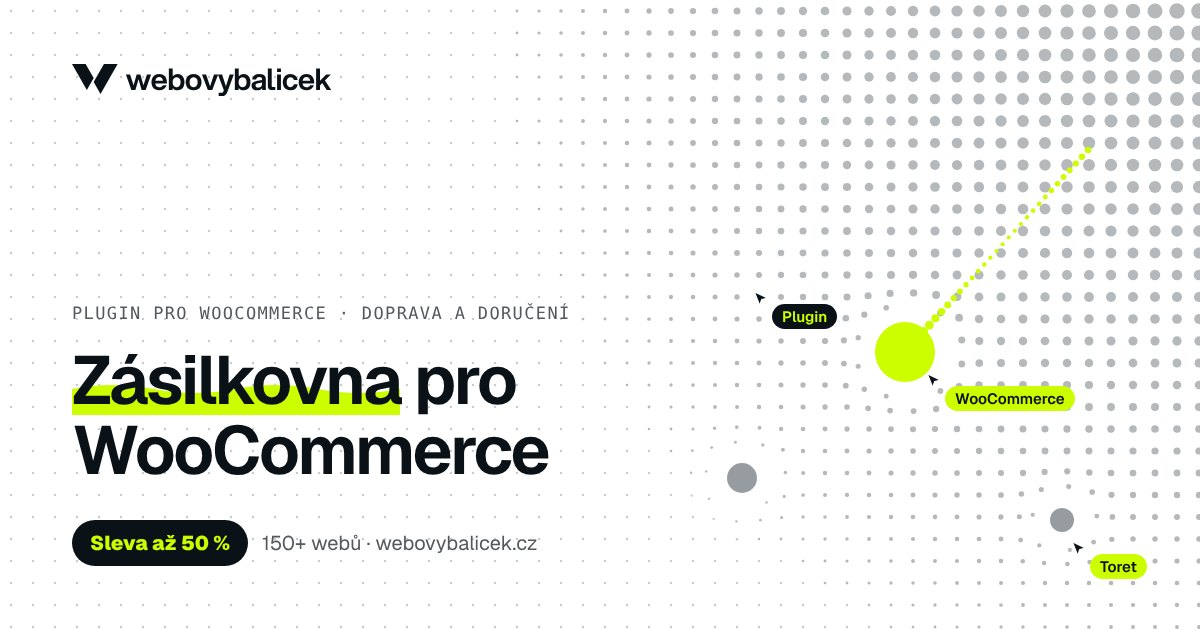 webovybalicek
PLUGIN PRO WOOCOMMERCE · DOPRAVA A DORUČENÍ
Zásilkovna pro
WooCommerce
Sleva až 50 %
150+ webů · webovybalicek.cz
Plugin
WooCommerce
Toret